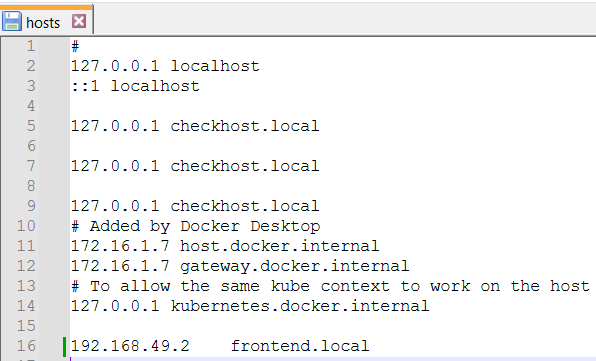 hosts
1 #
2 127.0.0.1 localhost
3 ::1 localhost
4
5 127.0.0.1 checkhost.local
6
7 127.0.0.1 checkhost.local
8
9 127.0.0.1 checkhost.local
10 # Added by Docker Desktop
11 172.16.1.7 host.docker.internal
12 172.16.1.7 gateway.docker.internal
13 # To allow the same kube context to work on the host
14 127.0.0.1 kubernetes.docker.internal
15
16 192.168.49.2    frontend.local